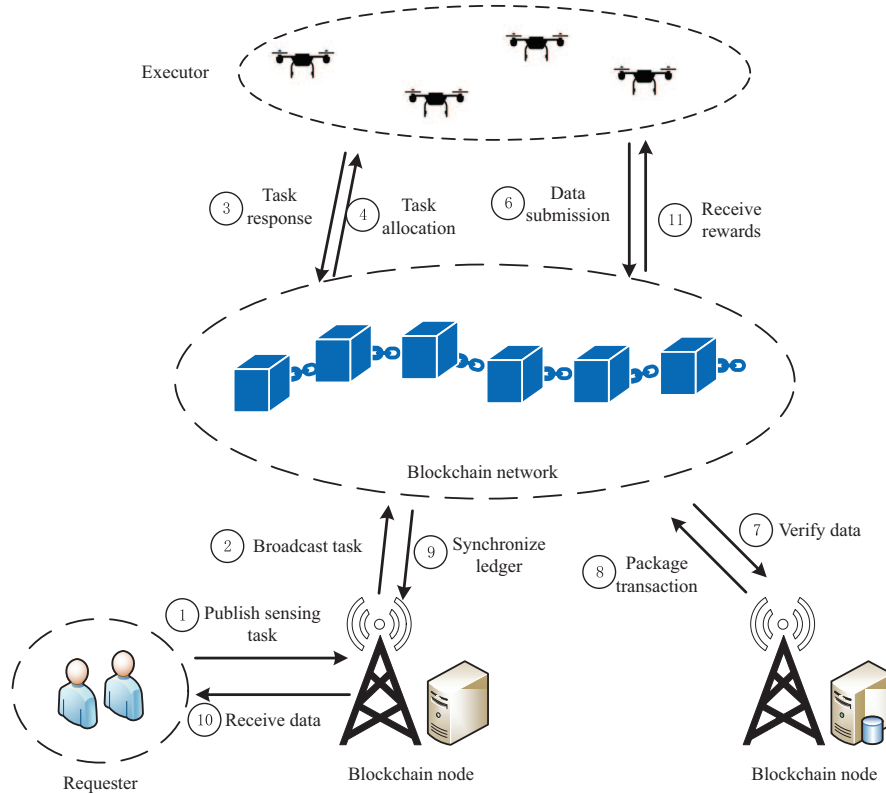 Executor
3
Task
response
4
Task
allocation
6
Data
submission
11
Receive
rewards
Blockchain network
2
Broadcast task
9
Synchronize
ledger
7
Verify data
8
Package
transaction
1
Publish sensing
task
10
Receive data
Requester
Blockchain node
Blockchain node